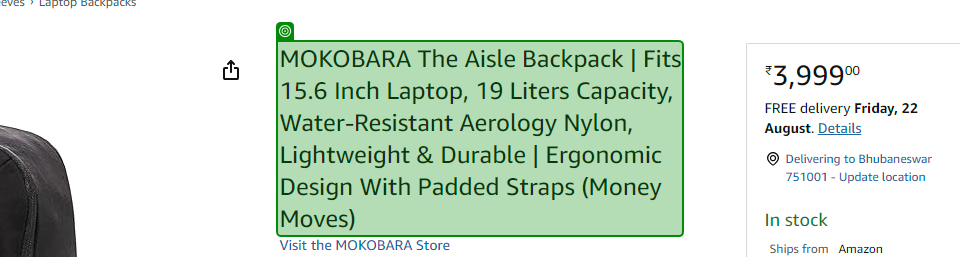 › Laptop Backpacks
MOKOBARA The Aisle Backpack | Fits
15.6 Inch Laptop, 19 Liters Capacity,
Water-Resistant Aerology Nylon,
Lightweight & Durable | Ergonomic
Design With Padded Straps (Money
Moves)
Visit the MOKOBARA Store
₹3,99900
FREE delivery Friday, 22
August. Details
Delivering to Bhubaneswar
751001 - Update location
In stock
Ships from Amazon